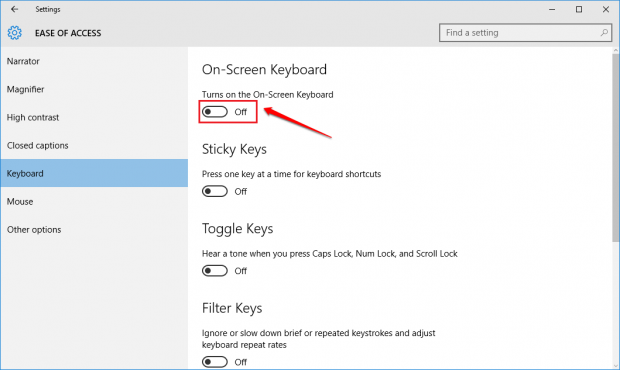 Settings
EASE OF ACCESS
Find a setting
Narrator
Magnifier
High contrast
Closed captions
Keyboard
Mouse
Other options
On-Screen Keyboard
Turns on the On-Screen Keyboard
Off
Sticky Keys
Press one key at a time for keyboard shortcuts
Off
Toggle Keys
Hear a tone when you press Caps Lock, Num Lock, and Scroll Lock
Off
Filter Keys
Ignore or slow down brief or repeated keystrokes and adjust
keyboard repeat rates
Off